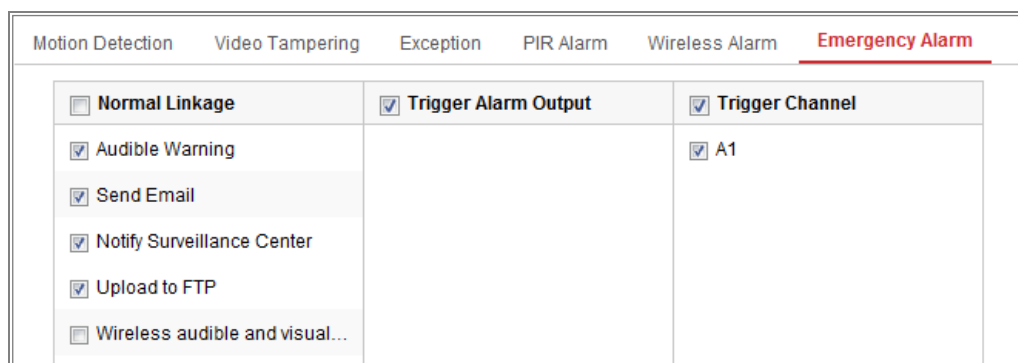 Motion Detection Video Tampering Exception PIR Alarm Wireless Alarm Emergency Alarm
Normal Linkage Trigger Alarm Output Trigger Channel
Audible Warning A1
Send Email
Notify Surveillance Center
Upload to FTP
Wireless audible and visual...